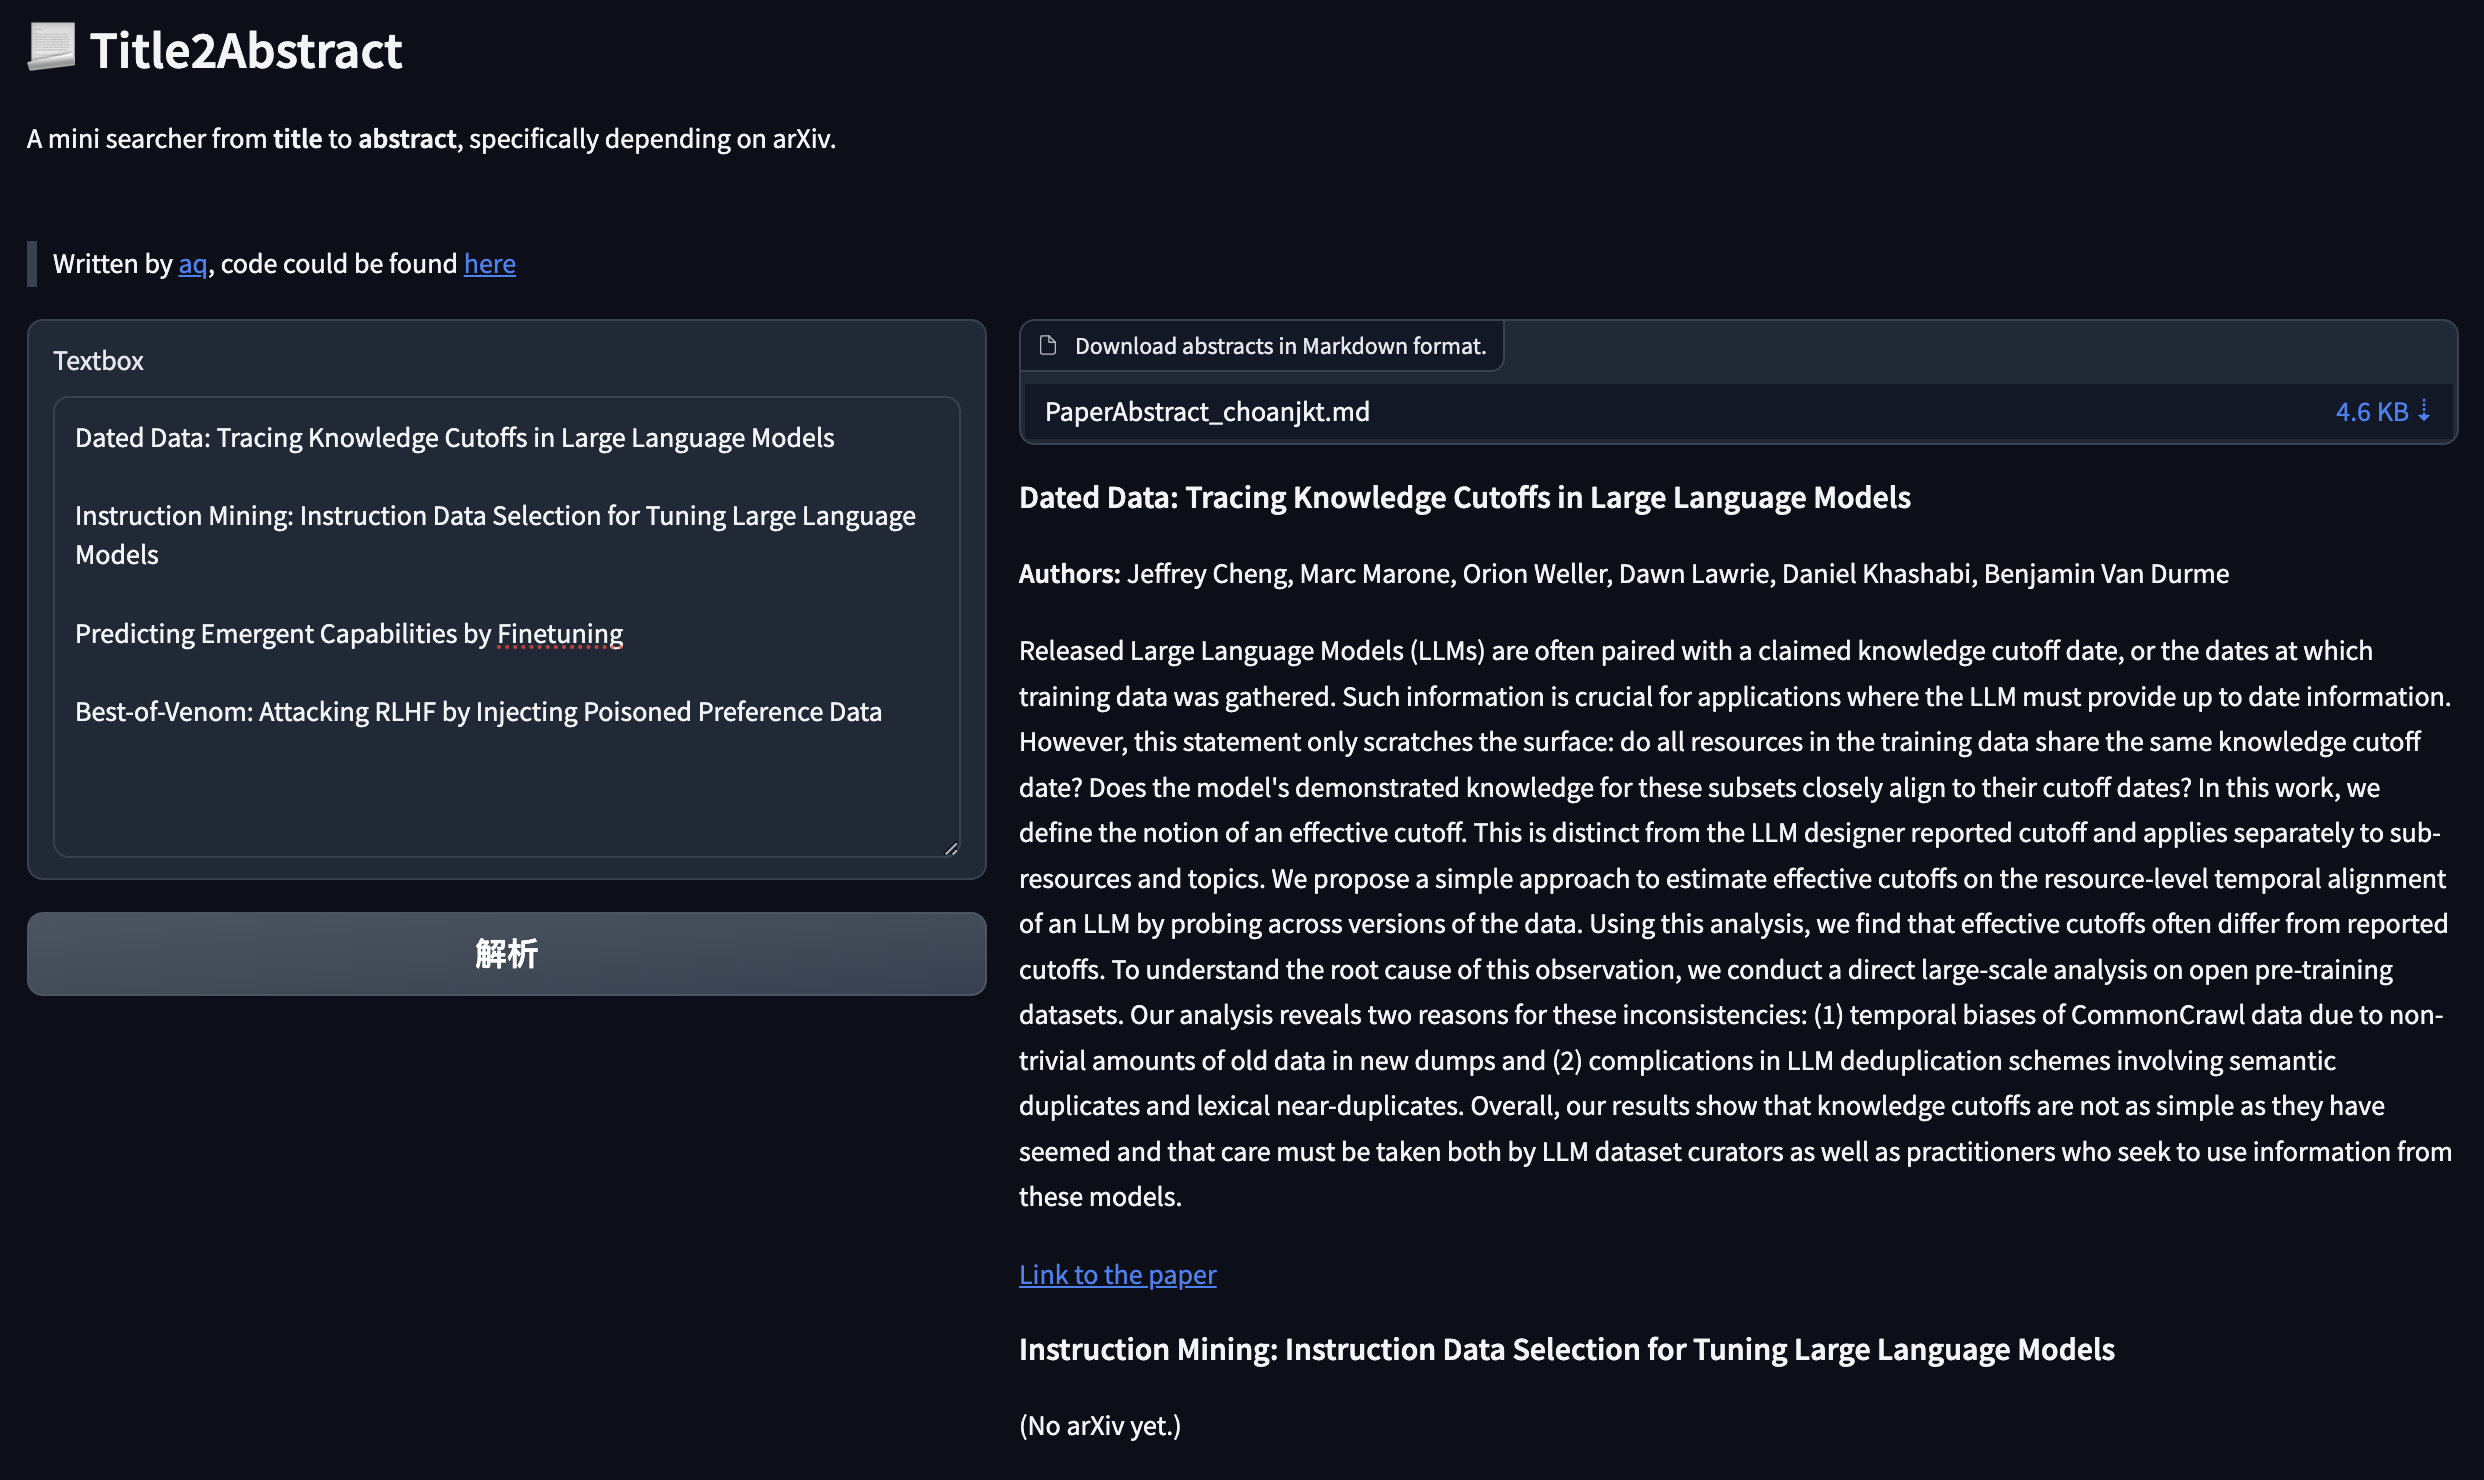 Title2Abstract
A mini searcher from title to abstract, specifically depending on arXiv.
Written by aq, code could be found here
Textbox
Dated Data: Tracing Knowledge Cutoffs in Large Language Models
Instruction Mining: Instruction Data Selection for Tuning Large Language
Models
Predicting Emergent Capabilities by Finetuning
Best-of-Venom: Attacking RLHF by Injecting Poisoned Preference Data
解析
Download abstracts in Markdown format.
PaperAbstract_choanjkt.md 4.6 KB ⇣
Dated Data: Tracing Knowledge Cutoffs in Large Language Models
Authors: Jeffrey Cheng, Marc Marone, Orion Weller, Dawn Lawrie, Daniel Khashabi, Benjamin Van Durme
Released Large Language Models (LLMs) are often paired with a claimed knowledge cutoff date, or the dates at which
training data was gathered. Such information is crucial for applications where the LLM must provide up to date information.
However, this statement only scratches the surface: do all resources in the training data share the same knowledge cutoff
date? Does the model's demonstrated knowledge for these subsets closely align to their cutoff dates? In this work, we
define the notion of an effective cutoff. This is distinct from the LLM designer reported cutoff and applies separately to sub-
resources and topics. We propose a simple approach to estimate effective cutoffs on the resource-level temporal alignment
of an LLM by probing across versions of the data. Using this analysis, we find that effective cutoffs often differ from reported
cutoffs. To understand the root cause of this observation, we conduct a direct large-scale analysis on open pre-training
datasets. Our analysis reveals two reasons for these inconsistencies: (1) temporal biases of CommonCrawl data due to non-
trivial amounts of old data in new dumps and (2) complications in LLM deduplication schemes involving semantic
duplicates and lexical near-duplicates. Overall, our results show that knowledge cutoffs are not as simple as they have
seemed and that care must be taken both by LLM dataset curators as well as practitioners who seek to use information from
these models.
Link to the paper
Instruction Mining: Instruction Data Selection for Tuning Large Language Models
(No arXiv yet.)